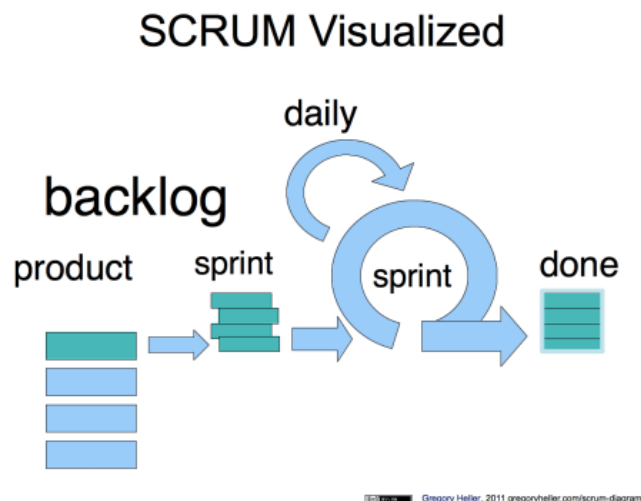 SCRUM Visualized
daily
backlog
product
sprint
sprint
done
Gregory Heller, 2011 gregoryheller.com/scrum-diagram